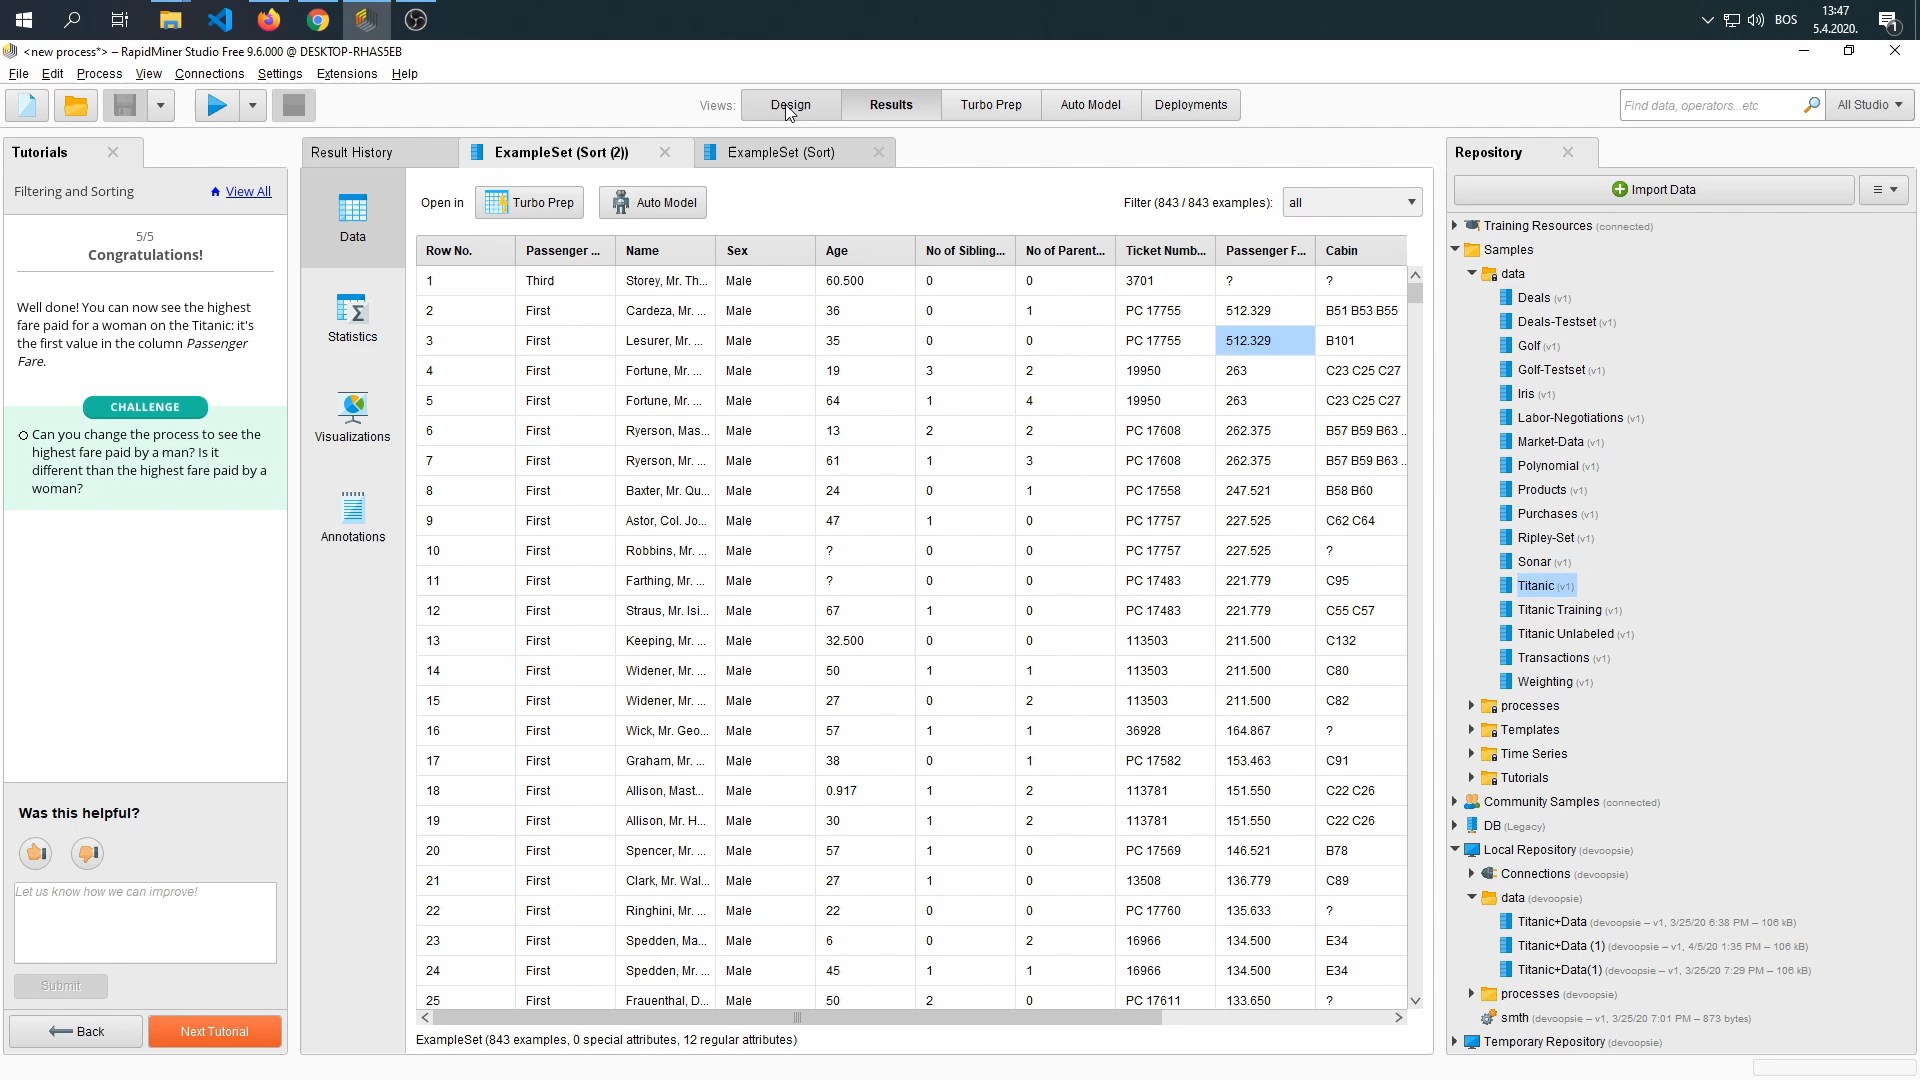 BOS
13:47
5.4.2020.
1
<new process*> – RapidMiner Studio Free 9.6.000 @ DESKTOP-RHAS5EB
File Edit Process View Connections Settings Extensions Help
Views: Design Results Turbo Prep Auto Model Deployments
Find data, operators...etc All Studio
Tutorials
Filtering and Sorting View All
5/5
Congratulations!
Well done! You can now see the highest
fare paid for a woman on the Titanic: it's
the first value in the column Passenger
Fare.
CHALLENGE
Can you change the process to see the
highest fare paid by a man? Is it
different than the highest fare paid by a
woman?
Was this helpful?
Let us know how we can improve!
Submit
Back Next Tutorial
Result History ExampleSet (Sort (2)) ExampleSet (Sort)
Data
Statistics
Visualizations
Annotations
Open in Turbo Prep Auto Model Filter (843 / 843 examples): all
Row No. Passenger ... Name Sex Age No of Sibling... No of Parent... Ticket Numb... Passenger F... Cabin
1 Third Storey, Mr. Th... Male 60.500 0 0 3701 ? ?
2 First Cardeza, Mr. ... Male 36 0 1 PC 17755 512.329 B51 B53 B55
3 First Lesurer, Mr. ... Male 35 0 0 PC 17755 512.329 B101
4 First Fortune, Mr. ... Male 19 3 2 19950 263 C23 C25 C27
5 First Fortune, Mr. ... Male 64 1 4 19950 263 C23 C25 C27
6 First Ryerson, Mas... Male 13 2 2 PC 17608 262.375 B57 B59 B63 ..
7 First Ryerson, Mr. ... Male 61 1 3 PC 17608 262.375 B57 B59 B63 ..
8 First Baxter, Mr. Qu... Male 24 0 1 PC 17558 247.521 B58 B60
9 First Astor, Col. Jo... Male 47 1 0 PC 17757 227.525 C62 C64
10 First Robbins, Mr. ... Male ? 0 0 PC 17757 227.525 ?
11 First Farthing, Mr. ... Male ? 0 0 PC 17483 221.779 C95
12 First Straus, Mr. Isi... Male 67 1 0 PC 17483 221.779 C55 C57
13 First Keeping, Mr. ... Male 32.500 0 0 113503 211.500 C132
14 First Widener, Mr. ... Male 50 1 1 113503 211.500 C80
15 First Widener, Mr. ... Male 27 0 2 113503 211.500 C82
16 First Wick, Mr. Geo... Male 57 1 1 36928 164.867 ?
17 First Graham, Mr. ... Male 38 0 1 PC 17582 153.463 C91
18 First Allison, Mast... Male 0.917 1 2 113781 151.550 C22 C26
19 First Allison, Mr. H... Male 30 1 2 113781 151.550 C22 C26
20 First Spencer, Mr. ... Male 57 1 0 PC 17569 146.521 B78
21 First Clark, Mr. Wal... Male 27 1 0 13508 136.779 C89
22 First Ringhini, Mr. ... Male 22 0 0 PC 17760 135.633 ?
23 First Spedden, Ma... Male 6 0 2 16966 134.500 E34
24 First Spedden, Mr. ... Male 45 1 1 16966 134.500 E34
25 First Frauenthal, D... Male 50 2 0 PC 17611 133.650 ?
ExampleSet (843 examples, 0 special attributes, 12 regular attributes)
Repository
Import Data
Training Resources (connected)
Samples
data
Deals (v1)
Deals-Testset (v1)
Golf (v1)
Golf-Testset (v1)
Iris (v1)
Labor-Negotiations (v1)
Market-Data (v1)
Polynomial (v1)
Products (v1)
Purchases (v1)
Ripley-Set (v1)
Sonar (v1)
Titanic (v1)
Titanic Training (v1)
Titanic Unlabeled (v1)
Transactions (v1)
Weighting (v1)
processes
Templates
Time Series
Tutorials
Community Samples (connected)
DB (Legacy)
Local Repository (devoopsie)
Connections (devoopsie)
data (devoopsie)
Titanic+Data (devoopsie – v1, 3/25/20 6:38 PM – 106 kB)
Titanic+Data (1) (devoopsie – v1, 4/5/20 1:35 PM – 106 kB)
Titanic+Data(1) (devoopsie – v1, 3/25/20 7:29 PM – 106 kB)
processes (devoopsie)
smth (devoopsie – v1, 3/25/20 7:01 PM – 873 bytes)
Temporary Repository (devoopsie)